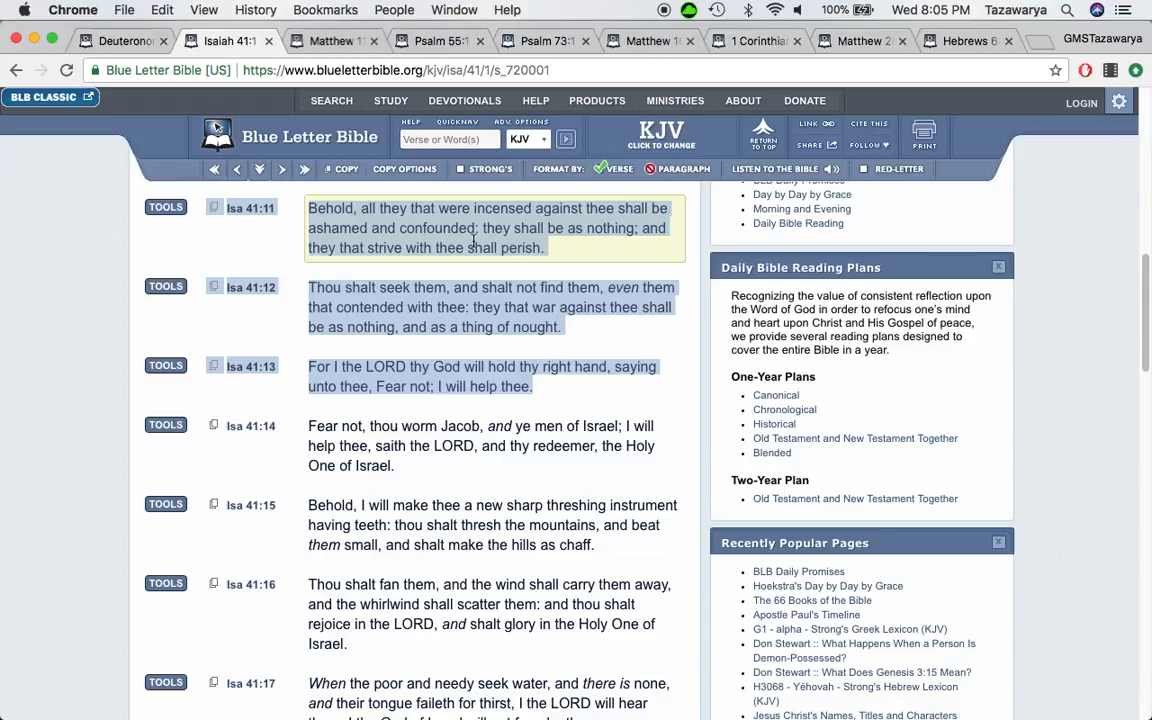 Chrome File Edit View History Bookmarks People Window Help 100% Wed 8:05 PM Tazawarya
Deuteronom Isaiah 41:1 Matthew 1 Psalm 55:1 Psalm 73:1 Matthew 1 1 Corinthia Matthew 2 Hebrews 6 GMSTazawarya
Blue Letter Bible [US] https://www.blueletterbible.org/kjv/isa/41/1/s_720001
BLB CLASSIC SEARCH STUDY DEVOTIONALS HELP PRODUCTS MINISTRIES ABOUT DONATE LOGIN
Blue Letter Bible
HELP QUICKNAV ADV. OPTIONS
Verse or Word(s) KJV
KJV
CLICK TO CHANGE
RETURN
TO TOP
LINK CITE THIS
SHARE FOLLOW
PRINT
COPY COPY OPTIONS STRONG'S FORMAT BY: VERSE PARAGRAPH LISTEN TO THE BIBLE RED-LETTER
TOOLS Isa 41:11 Behold, all they that were incensed against thee shall be
ashamed and confounded: they shall be as nothing; and
they that strive with thee shall perish.
TOOLS Isa 41:12 Thou shalt seek them, and shalt not find them, even them
that contended with thee: they that war against thee shall
be as nothing, and as a thing of nought.
TOOLS Isa 41:13 For I the LORD thy God will hold thy right hand, saying
unto thee, Fear not; I will help thee.
TOOLS Isa 41:14 Fear not, thou worm Jacob, and ye men of Israel; I will
help thee, saith the LORD, and thy redeemer, the Holy
One of Israel.
TOOLS Isa 41:15 Behold, I will make thee a new sharp threshing instrument
having teeth: thou shalt thresh the mountains, and beat
them small, and shalt make the hills as chaff.
TOOLS Isa 41:16 Thou shalt fan them, and the wind shall carry them away,
and the whirlwind shall scatter them: and thou shalt
rejoice in the LORD, and shalt glory in the Holy One of
Israel.
TOOLS Isa 41:17 When the poor and needy seek water, and there is none,
and their tongue faileth for thirst, I the LORD will hear
BLB Daily Promises
Day by Day by Grace
Morning and Evening
Daily Bible Readings
Daily Bible Reading Plans
Recognizing the value of consistent reflection upon
the Word of God in order to refocus one's mind
and heart upon Christ and His Gospel of peace,
we provide several reading plans designed to
cover the entire Bible in a year.
One-Year Plans
Canonical
Chronological
Historical
Old Testament and New Testament Together
Blended
Two-Year Plan
Old Testament and New Testament Together
Recently Popular Pages
BLB Daily Promises
Hoekstra's Day by Day by Grace
The 66 Books of the Bible
Apostle Paul's Timeline
G1 - alpha - Strong's Greek Lexicon (KJV)
Don Stewart :: What Happens When a Person Is
Demon-Possessed?
Don Stewart :: What Does Genesis 3:15 Mean?
H3068 - Yĕhovah - Strong's Hebrew Lexicon
(KJV)
Jesus Christ's Names, Titles and Characters